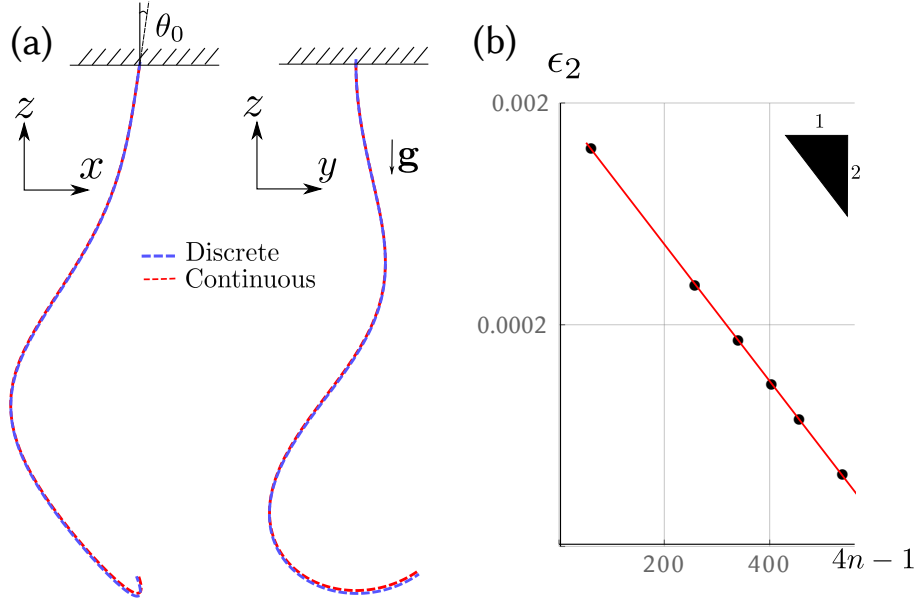 (a)
θ₀
z
x
z
y
g
Discrete
Continuous
(b)
ϵ₂
0.002
0.0002
1
2
200
400
4n − 1